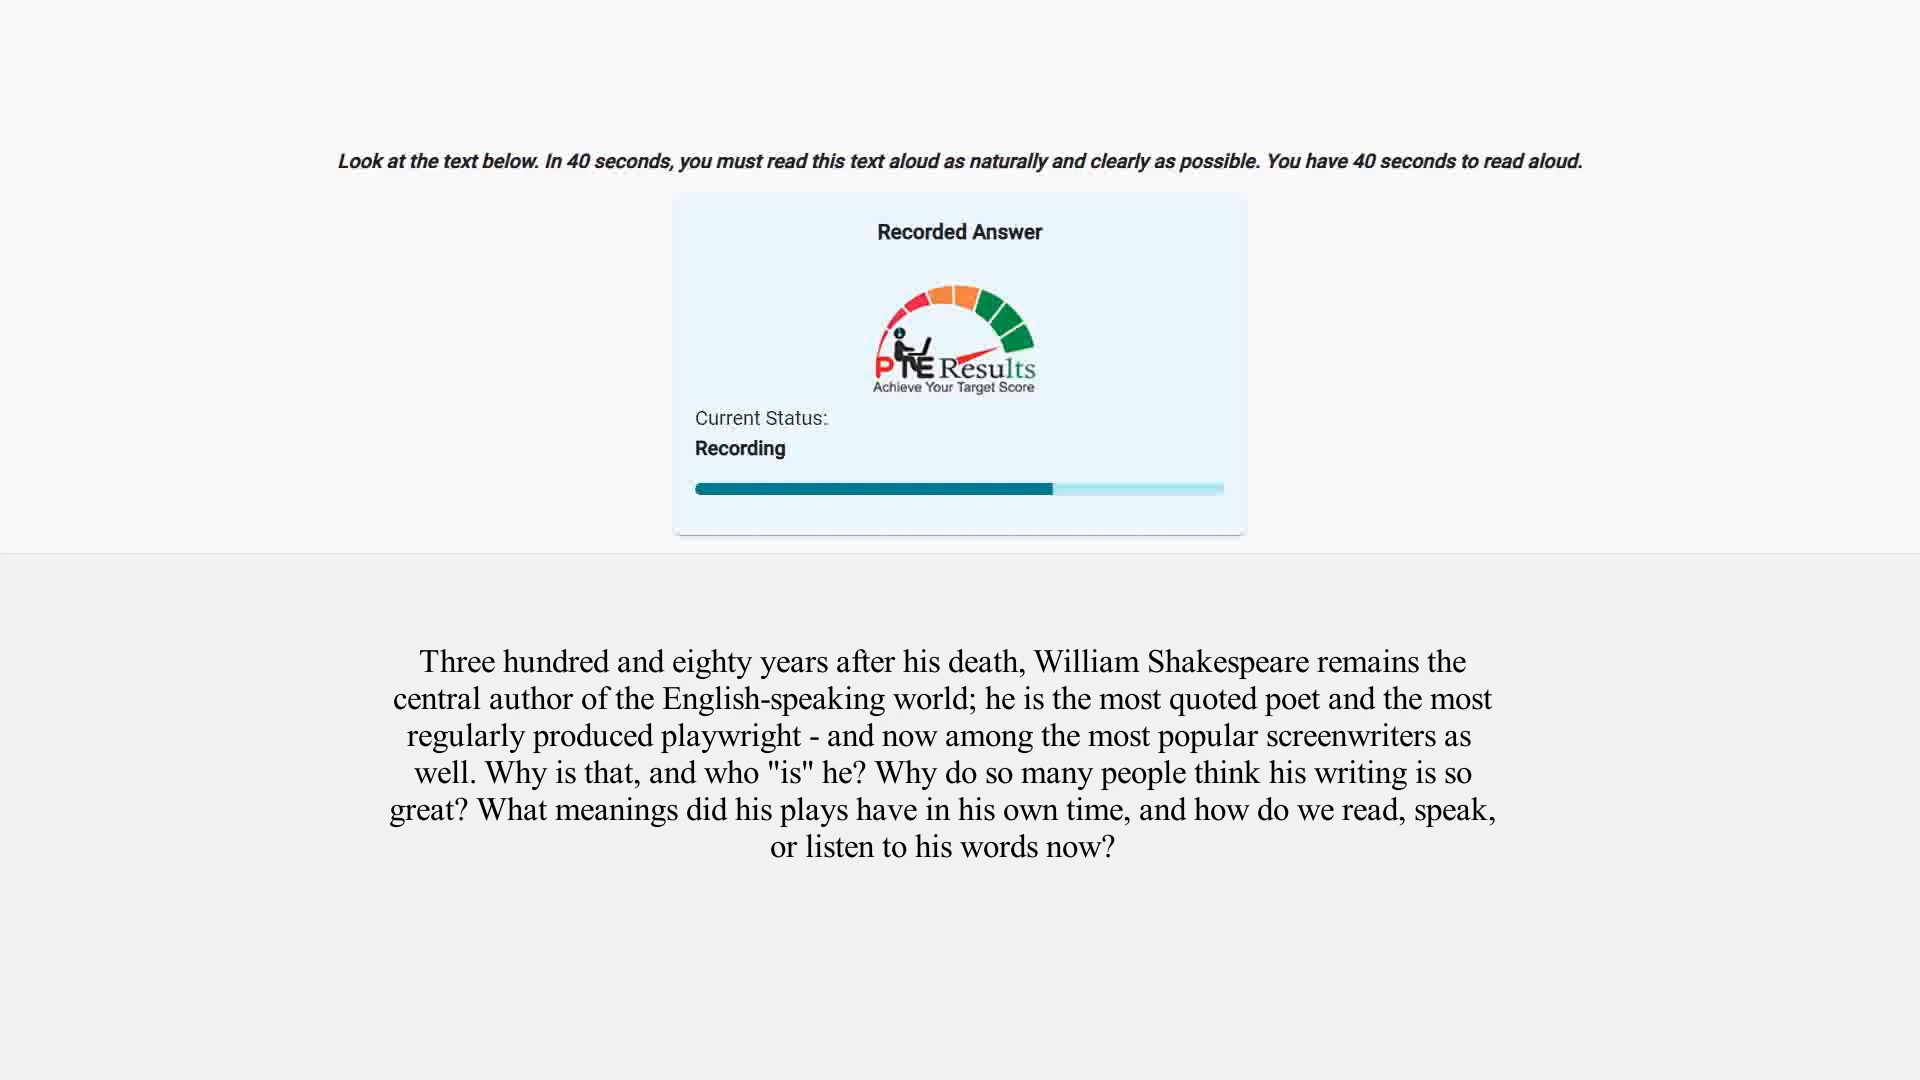 Look at the text below. In 40 seconds, you must read this text aloud as naturally and clearly as possible. You have 40 seconds to read aloud.
Recorded Answer
PTE Results
Achieve Your Target Score
Current Status:
Recording
Three hundred and eighty years after his death, William Shakespeare remains the
central author of the English-speaking world; he is the most quoted poet and the most
regularly produced playwright - and now among the most popular screenwriters as
well. Why is that, and who "is" he? Why do so many people think his writing is so
great? What meanings did his plays have in his own time, and how do we read, speak,
or listen to his words now?